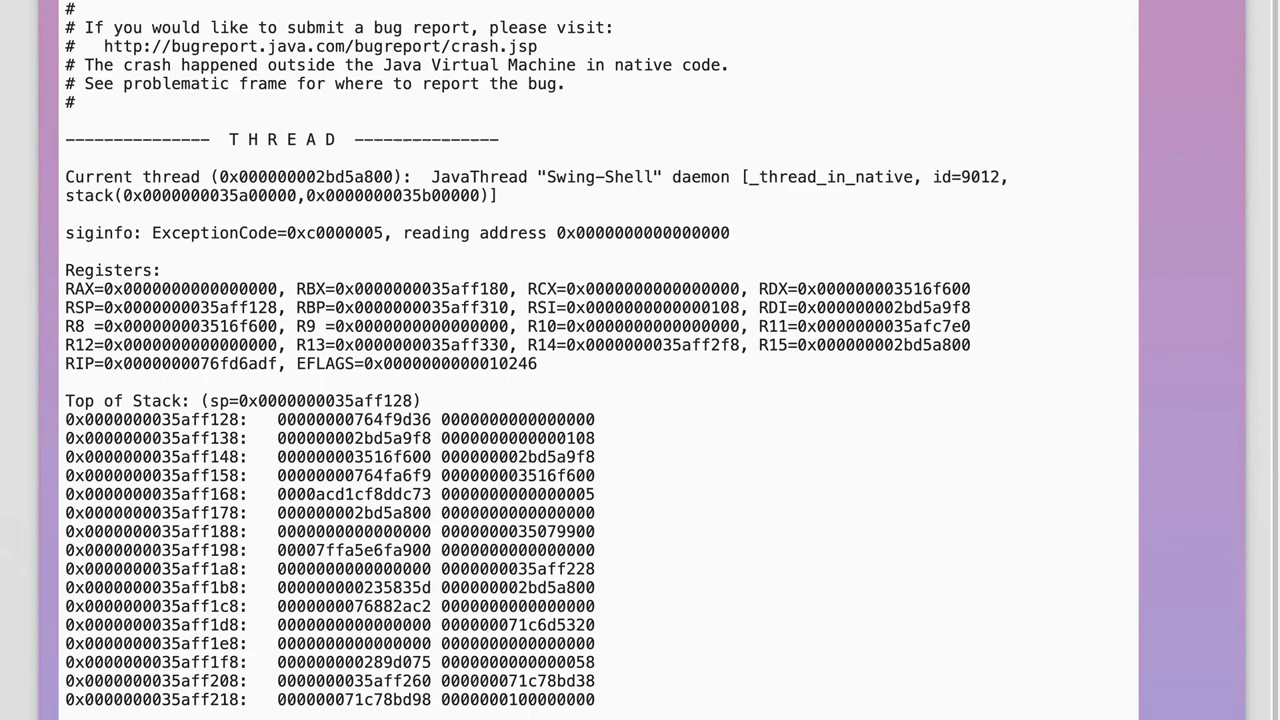 #
# If you would like to submit a bug report, please visit:
#   http://bugreport.java.com/bugreport/crash.jsp
# The crash happened outside the Java Virtual Machine in native code.
# See problematic frame for where to report the bug.
#
---------------  T H R E A D  ---------------
Current thread (0x000000002bd5a800):  JavaThread "Swing-Shell" daemon [_thread_in_native, id=9012,
stack(0x0000000035a00000,0x0000000035b00000)]
siginfo: ExceptionCode=0xc0000005, reading address 0x0000000000000000
Registers:
RAX=0x0000000000000000, RBX=0x0000000035aff180, RCX=0x0000000000000000, RDX=0x000000003516f600
RSP=0x0000000035aff128, RBP=0x0000000035aff310, RSI=0x0000000000000108, RDI=0x000000002bd5a9f8
R8 =0x000000003516f600, R9 =0x0000000000000000, R10=0x0000000000000000, R11=0x0000000035afc7e0
R12=0x0000000000000000, R13=0x0000000035aff330, R14=0x0000000035aff2f8, R15=0x000000002bd5a800
RIP=0x0000000076fd6adf, EFLAGS=0x0000000000010246
Top of Stack: (sp=0x0000000035aff128)
0x0000000035aff128:   00000000764f9d36 0000000000000000
0x0000000035aff138:   000000002bd5a9f8 0000000000000108
0x0000000035aff148:   000000003516f600 000000002bd5a9f8
0x0000000035aff158:   00000000764fa6f9 000000003516f600
0x0000000035aff168:   0000acd1cf8ddc73 0000000000000005
0x0000000035aff178:   000000002bd5a800 0000000000000000
0x0000000035aff188:   0000000000000000 0000000035079900
0x0000000035aff198:   00007ffa5e6fa900 0000000000000000
0x0000000035aff1a8:   0000000000000000 0000000035aff228
0x0000000035aff1b8:   000000000235835d 000000002bd5a800
0x0000000035aff1c8:   0000000076882ac2 0000000000000000
0x0000000035aff1d8:   0000000000000000 000000071c6d5320
0x0000000035aff1e8:   0000000000000000 0000000000000000
0x0000000035aff1f8:   000000000289d075 0000000000000058
0x0000000035aff208:   0000000035aff260 000000071c78bd38
0x0000000035aff218:   000000071c78bd98 0000000100000000